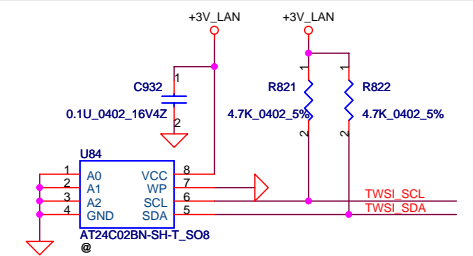 +3V_LAN
+3V_LAN
C932
1
0.1U_0402_16V4Z
2
R821
1
4.7K_0402_5%
2
R822
1
4.7K_0402_5%
2
U84
1 A0 VCC 8
2 A1 WP 7
3 A2 SCL 6 TWSI_SCL
4 GND SDA 5 TWSI_SDA
AT24C02BN-SH-T_SO8
@